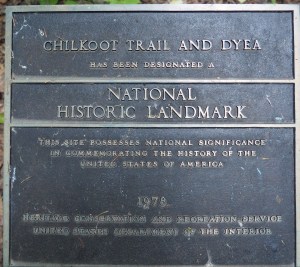 CHILKOOT TRAIL AND DYEA
HAS BEEN DESIGNATED A
NATIONAL
HISTORIC LANDMARK
THIS SITE POSSESSES NATIONAL SIGNIFICANCE
IN COMMEMORATING THE HISTORY OF THE
UNITED STATES OF AMERICA
1978
HERITAGE CONSERVATION AND RECREATION SERVICE
UNITED STATES DEPARTMENT OF THE INTERIOR